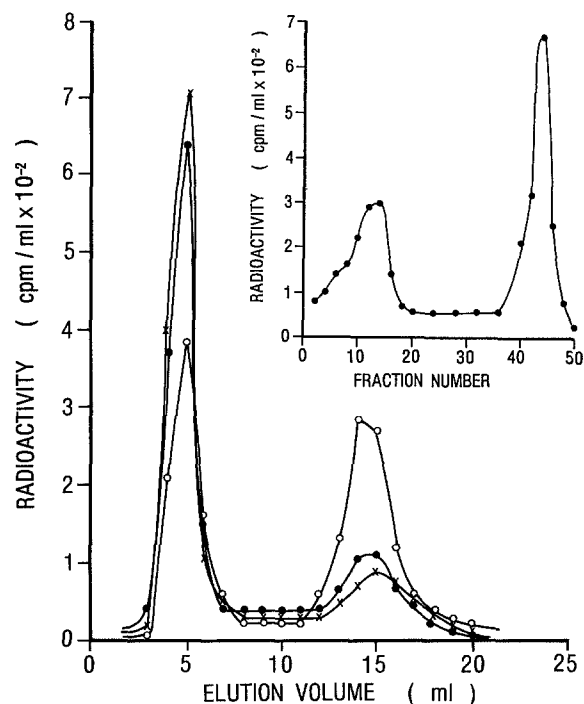 8
7
6
5
4
3
2
1
0
RADIOACTIVITY ( cpm / ml x 10-2 )
0 5 10 15 20 25
ELUTION VOLUME ( ml )
7
6
5
4
3
2
1
0
RADIOACTIVITY ( cpm / ml x 10-2 )
0 10 20 30 40 50
FRACTION NUMBER